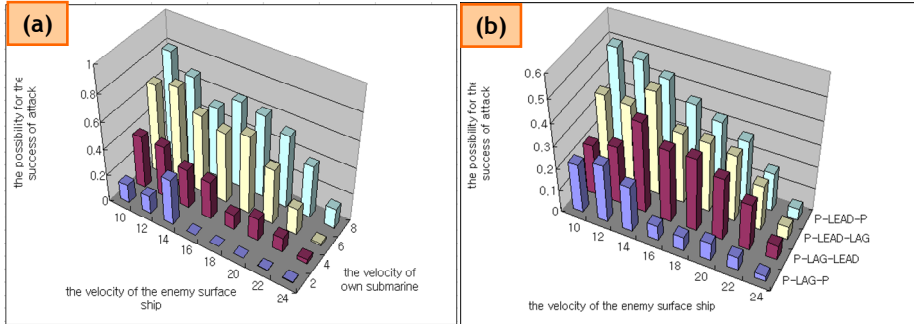 (a)
the possibility for the
success of attack
1
0.8
0.6
0.4
0.2
0
10
12
14
16
18
20
22
24
2
4
6
8
the velocity of the enemy surface
ship
the velocity of
own submarine
(b)
the possibility for the
success of attack
0.6
0.5
0.4
0.3
0.2
0.1
0
10
12
14
16
18
20
22
24
P-LEAD-P
P-LEAD-LAG
P-LAG-LEAD
P-LAG-P
the velocity of the enemy surface ship